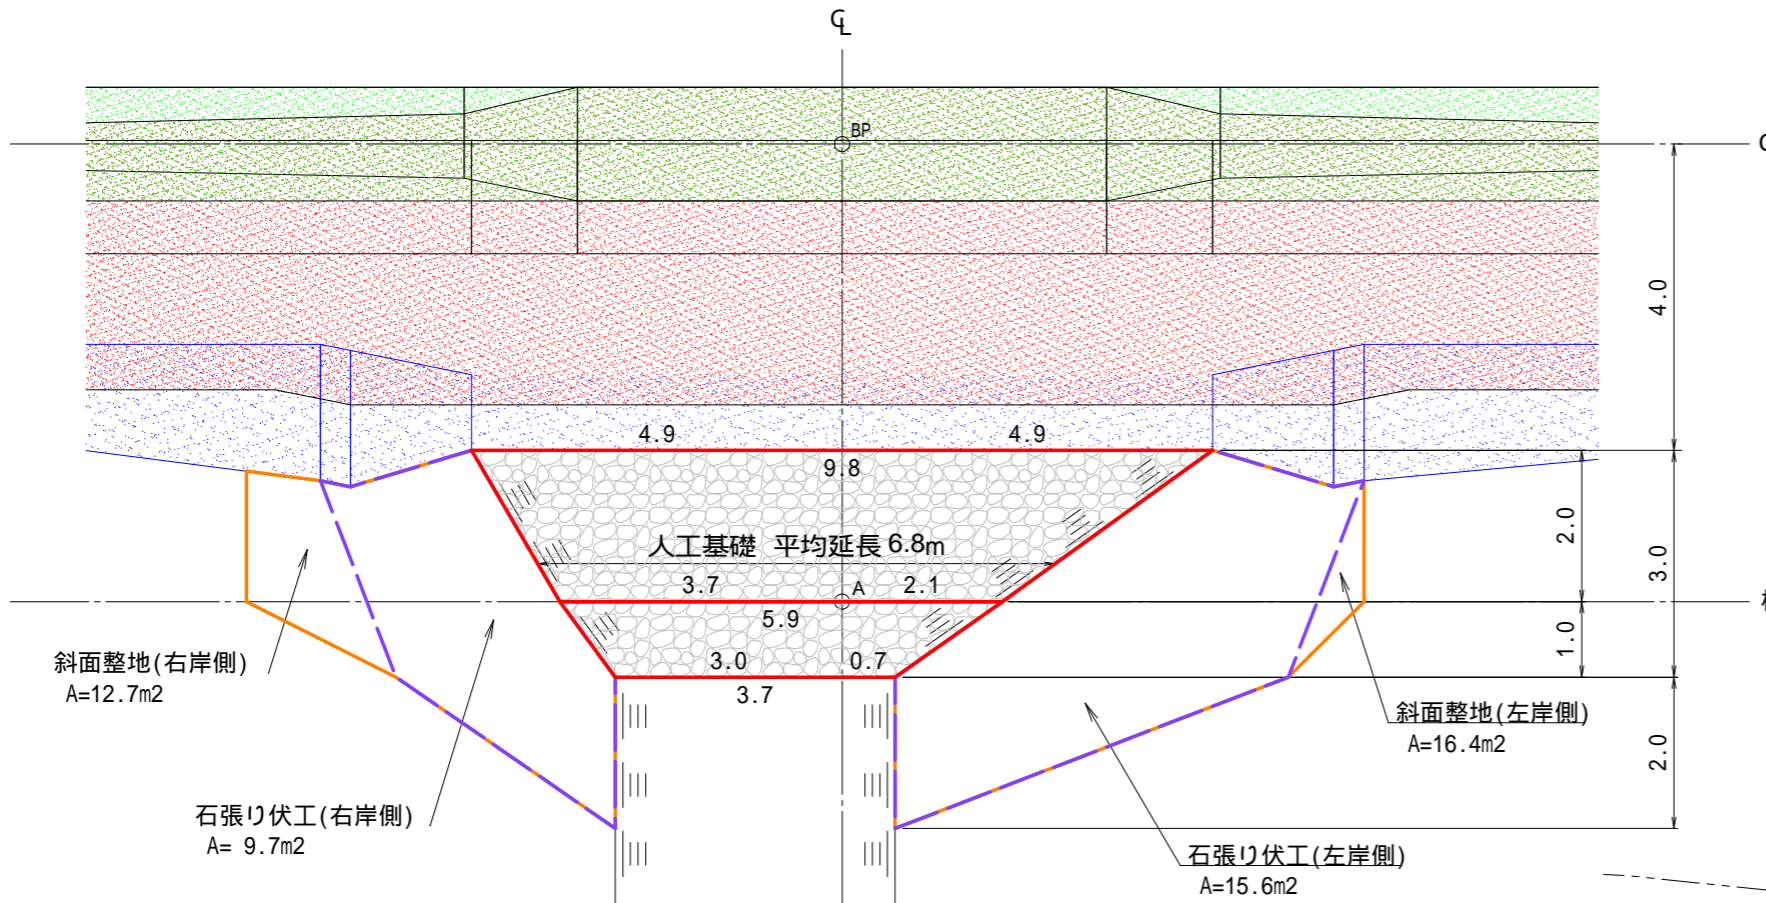 ℄
BP
4.0
4.9 4.9
9.8
人工基礎 平均延長 6.8m
3.7 A 2.1
5.9
3.0 0.7
3.7
2.0
3.0
1.0
2.0
斜面整地(右岸側)
A=12.7m2
斜面整地(左岸側)
A=16.4m2
石張り伏工(右岸側)
A= 9.7m2
石張り伏工(左岸側)
A=15.6m2